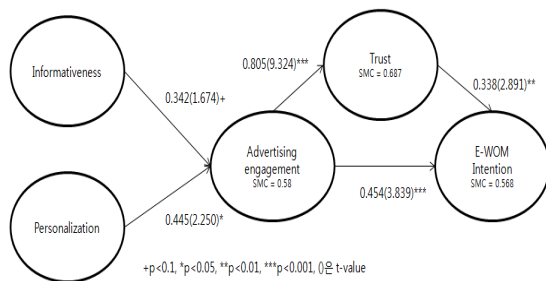 Informativeness
0.342(1.674)+
Personalization
0.445(2.250)*
Advertising
engagement
SMC = 0.58
0.805(9.324)***
Trust
SMC = 0.687
0.338(2.891)**
0.454(3.839)***
E-WOM
Intention
SMC = 0.568
+p<0.1, *p<0.05, **p<0.01, ***p<0.001, ()은 t-value